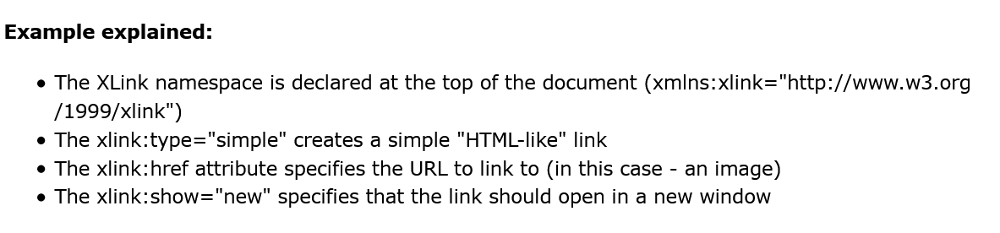 Example explained:
• The XLink namespace is declared at the top of the document (xmlns:xlink="http://www.w3.org
/1999/xlink")
• The xlink:type="simple" creates a simple "HTML-like" link
• The xlink:href attribute specifies the URL to link to (in this case - an image)
• The xlink:show="new" specifies that the link should open in a new window